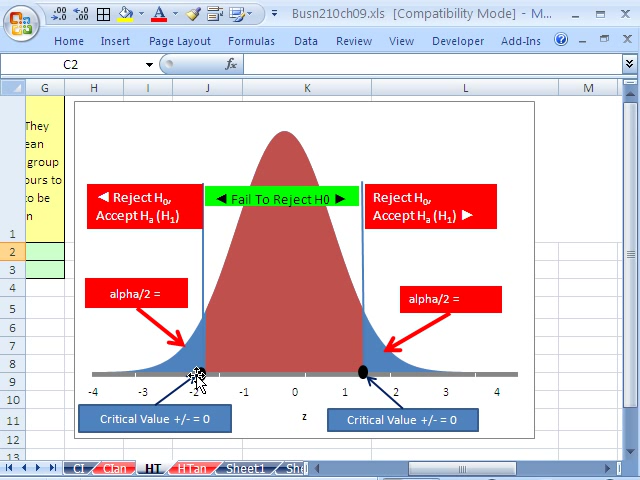 Busn210ch09.xls [Compatibility Mode] - M...
Home Insert Page Layout Formulas Data Review Developer Add-Ins
C2 fx
G H I J K L M
They
ean
group
ours to
to be
n
1
2
3
4
5
6
7
8
9
10
11
12
13
◄ Reject H0,
Accept Ha (H1)
◄ Fail To Reject H0 ►
Reject H0,
Accept Ha (H1) ►
alpha/2 =
alpha/2 =
-4 -3 -2 -1 0 1 2 3 4
z
Critical Value +/- = 0
Critical Value +/- = 0
CI CIan HT HTan Sheet1 She